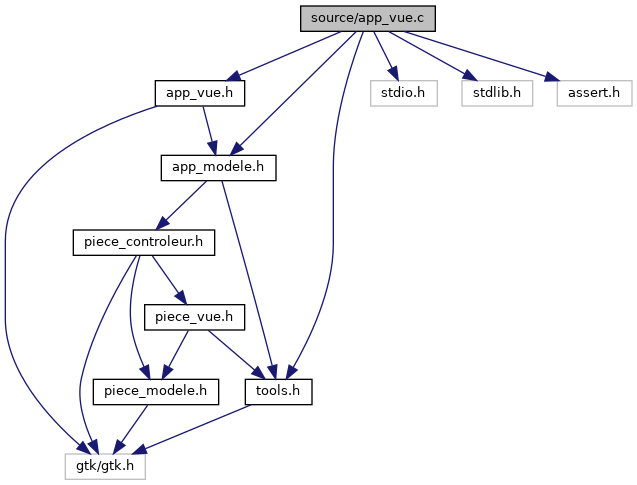 source/app_vue.c
app_vue.h
stdio.h
stdlib.h
assert.h
app_modele.h
piece_controleur.h
piece_vue.h
piece_modele.h
tools.h
gtk/gtk.h